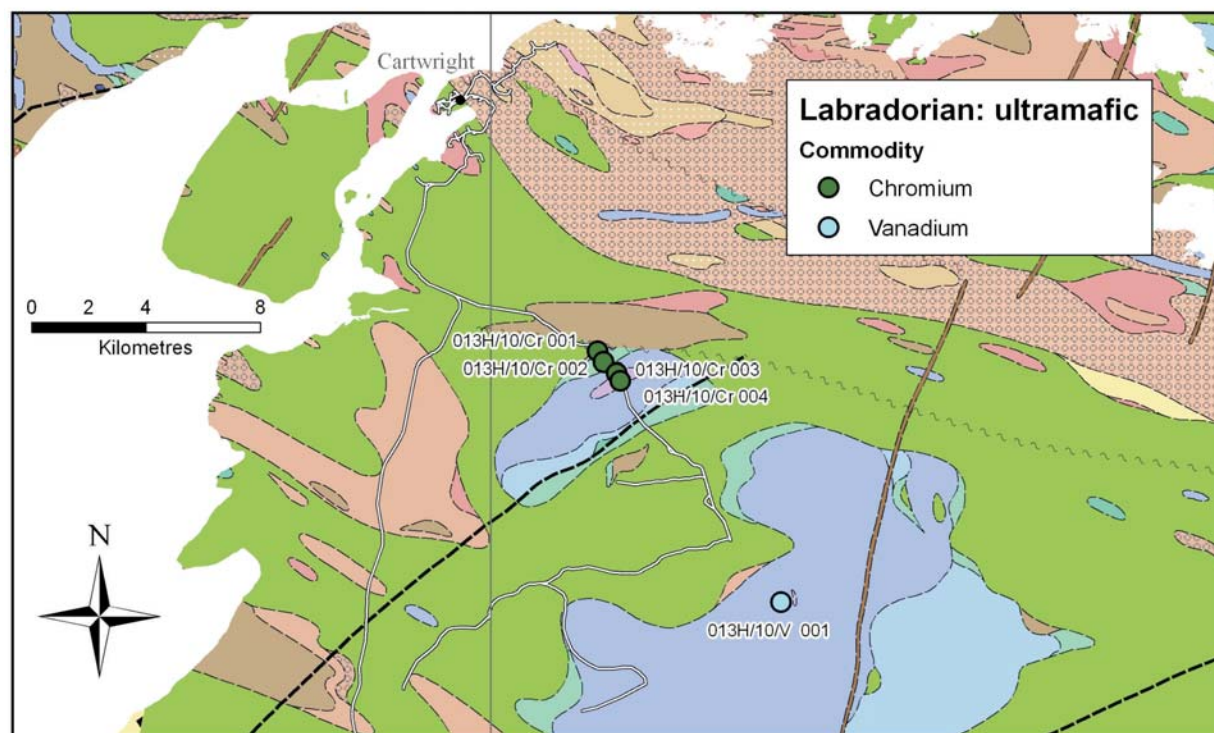 Cartwright
Labradorian: ultramafic
Commodity
Chromium
Vanadium
0 2 4 8
Kilometres
013H/10/Cr 001
013H/10/Cr 002
013H/10/Cr 003
013H/10/Cr 004
N
013H/10/V 001